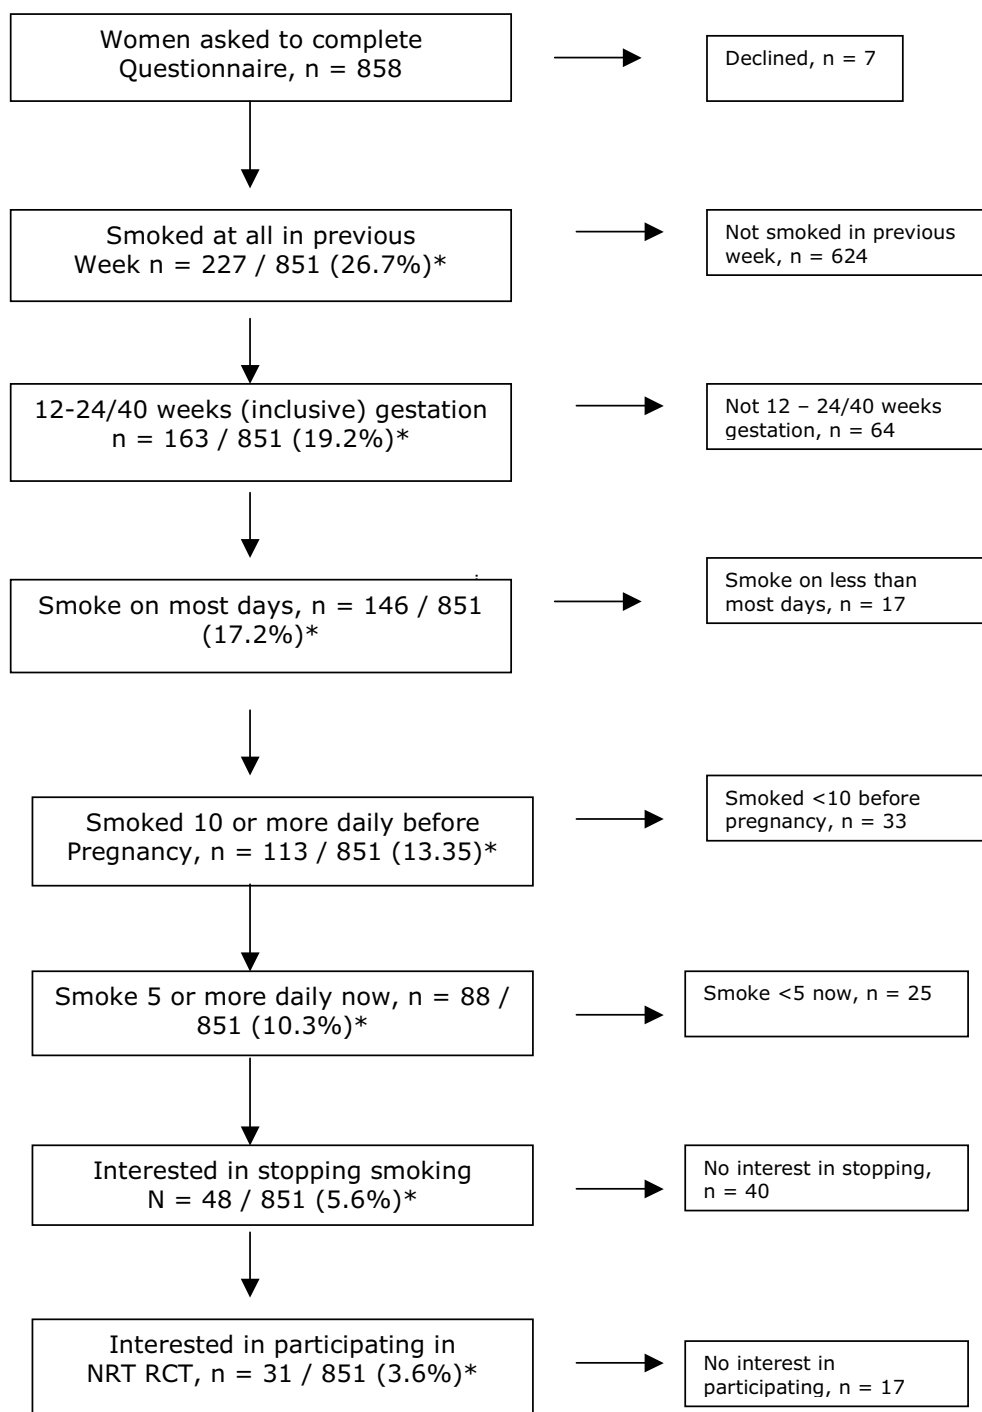 Women asked to complete
Questionnaire, n = 858
Declined, n = 7
Smoked at all in previous
Week n = 227 / 851 (26.7%)*
Not smoked in previous
week, n = 624
12-24/40 weeks (inclusive) gestation
n = 163 / 851 (19.2%)*
Not 12 – 24/40 weeks
gestation, n = 64
Smoke on most days, n = 146 / 851
(17.2%)*
Smoke on less than
most days, n = 17
Smoked 10 or more daily before
Pregnancy, n = 113 / 851 (13.35)*
Smoked <10 before
pregnancy, n = 33
Smoke 5 or more daily now, n = 88 /
851 (10.3%)*
Smoke <5 now, n = 25
Interested in stopping smoking
N = 48 / 851 (5.6%)*
No interest in stopping,
n = 40
Interested in participating in
NRT RCT, n = 31 / 851 (3.6%)*
No interest in
participating, n = 17